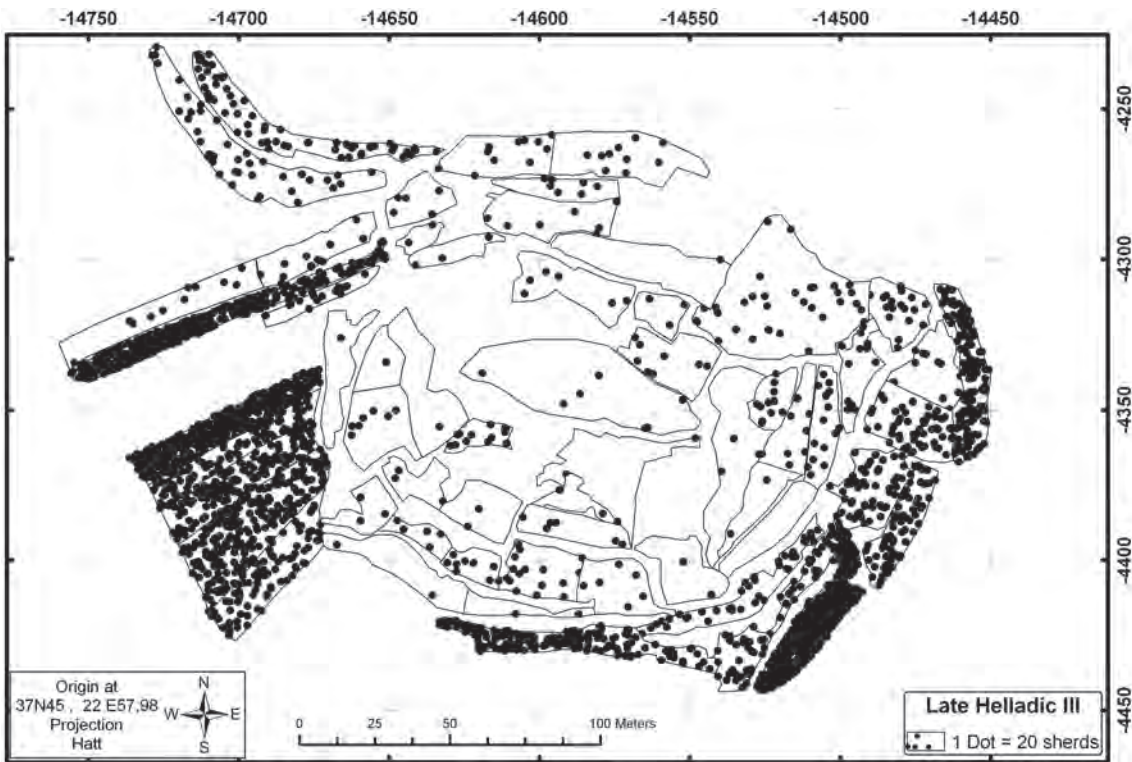 -14750 -14700 -14650 -14600 -14550 -14500 -14450
-4250
-4300
-4350
-4400
-4450
Origin at
37N45 , 22 E57,98
Projection
Hatt
N
W E
S
0 25 50 100 Meters
Late Helladic III
1 Dot = 20 sherds